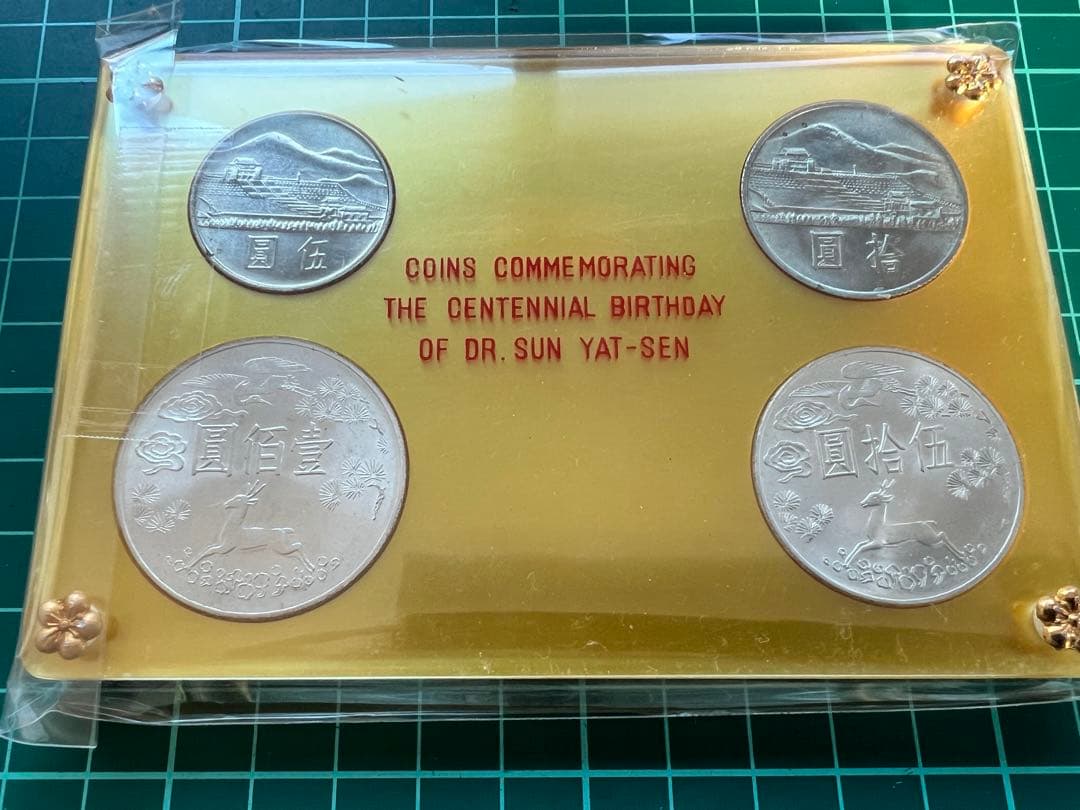 圓伍
圓拾
COINS COMMEMORATING
THE CENTENNIAL BIRTHDAY
OF DR. SUN YAT-SEN
圓佰壹
圓拾伍